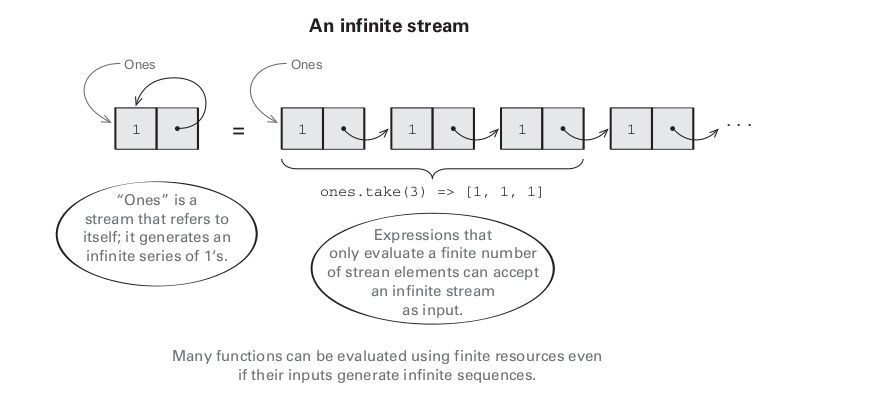 An infinite stream
Ones
Ones
1
=
1
1
1
1
...
ones.take(3) => [1, 1, 1]
“Ones” is a
stream that refers to
itself; it generates an
infinite series of 1‘s.
Expressions that
only evaluate a finite number
of strean elements can accept
an infinite stream
as input.
Many functions can be evaluated using finite resources even
if their inputs generate infinite sequences.